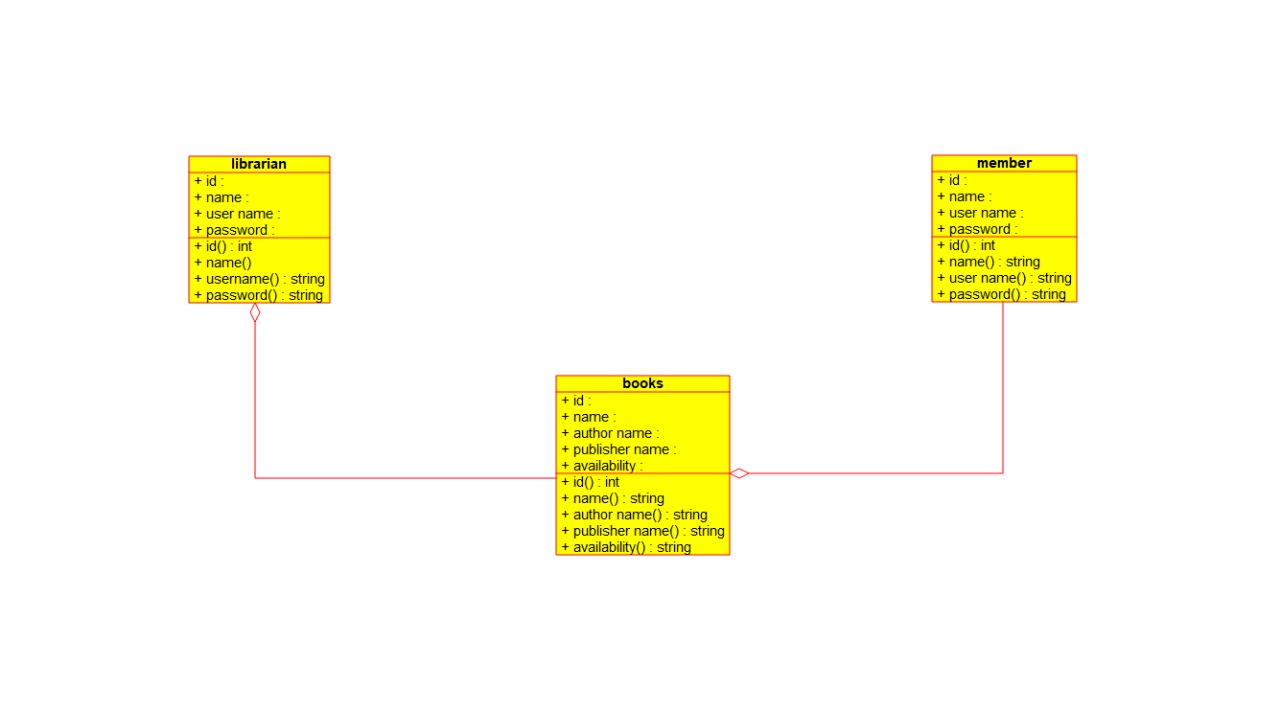 librarian
+ id :
+ name :
+ user name :
+ password :
+ id() : int
+ name()
+ username() : string
+ password() : string
member
+ id :
+ name :
+ user name :
+ password :
+ id() : int
+ name() : string
+ user name() : string
+ password() : string
books
+ id :
+ name :
+ author name :
+ publisher name :
+ availability :
+ id() : int
+ name() : string
+ author name() : string
+ publisher name() : string
+ availability() : string